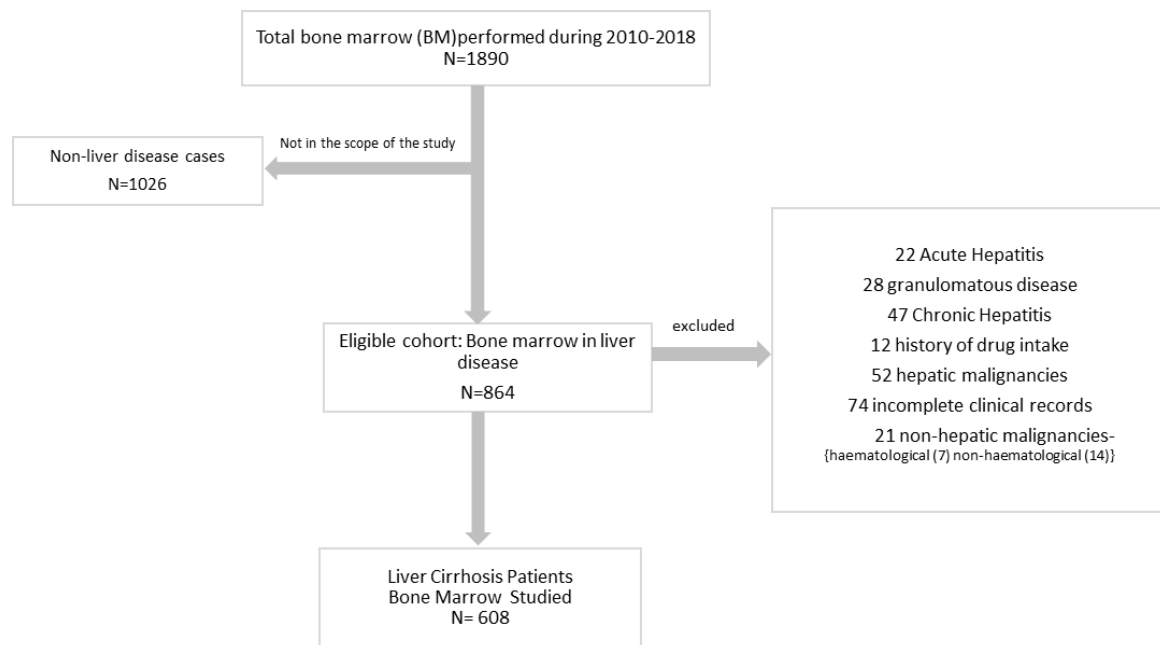 Total bone marrow (BM)performed during 2010-2018
N=1890
Not in the scope of the study
Non-liver disease cases
N=1026
Eligible cohort: Bone marrow in liver
disease
N=864
excluded
22 Acute Hepatitis
28 granulomatous disease
47 Chronic Hepatitis
12 history of drug intake
52 hepatic malignancies
74 incomplete clinical records
21 non-hepatic malignancies-
{haematological (7) non-haematological (14)}
Liver Cirrhosis Patients
Bone Marrow Studied
N= 608